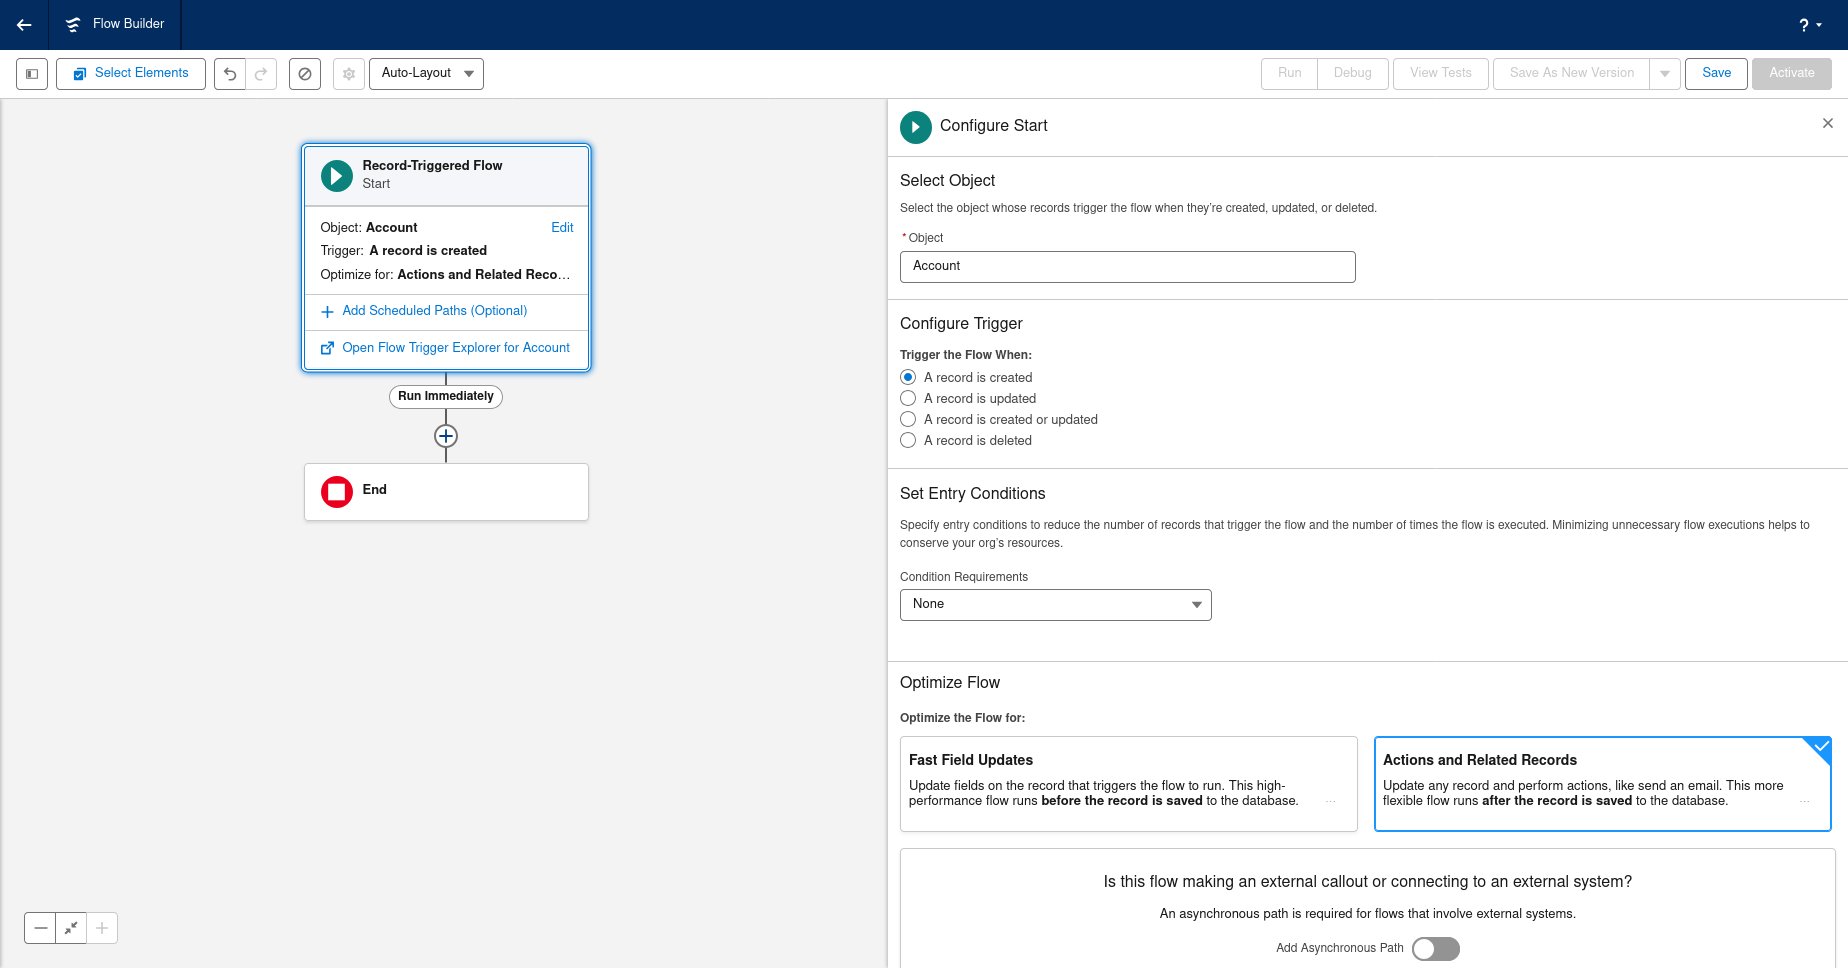 Flow Builder
?
Select Elements
Auto-Layout
Run
Debug
View Tests
Save As New Version
Save
Activate
Record-Triggered Flow
Start
Object: Account
Edit
Trigger: A record is created
Optimize for: Actions and Related Reco...
Add Scheduled Paths (Optional)
Open Flow Trigger Explorer for Account
Run Immediately
End
Configure Start
Select Object
Select the object whose records trigger the flow when they're created, updated, or deleted.
* Object
Account
Configure Trigger
Trigger the Flow When:
A record is created
A record is updated
A record is created or updated
A record is deleted
Set Entry Conditions
Specify entry conditions to reduce the number of records that trigger the flow and the number of times the flow is executed. Minimizing unnecessary flow executions helps to
conserve your org's resources.
Condition Requirements
None
Optimize Flow
Optimize the Flow for:
Fast Field Updates
Update fields on the record that triggers the flow to run. This high-
performance flow runs before the record is saved to the database. ...
Actions and Related Records
Update any record and perform actions, like send an email. This more
flexible flow runs after the record is saved to the database. ...
Is this flow making an external callout or connecting to an external system?
An asynchronous path is required for flows that involve external systems.
Add Asynchronous Path